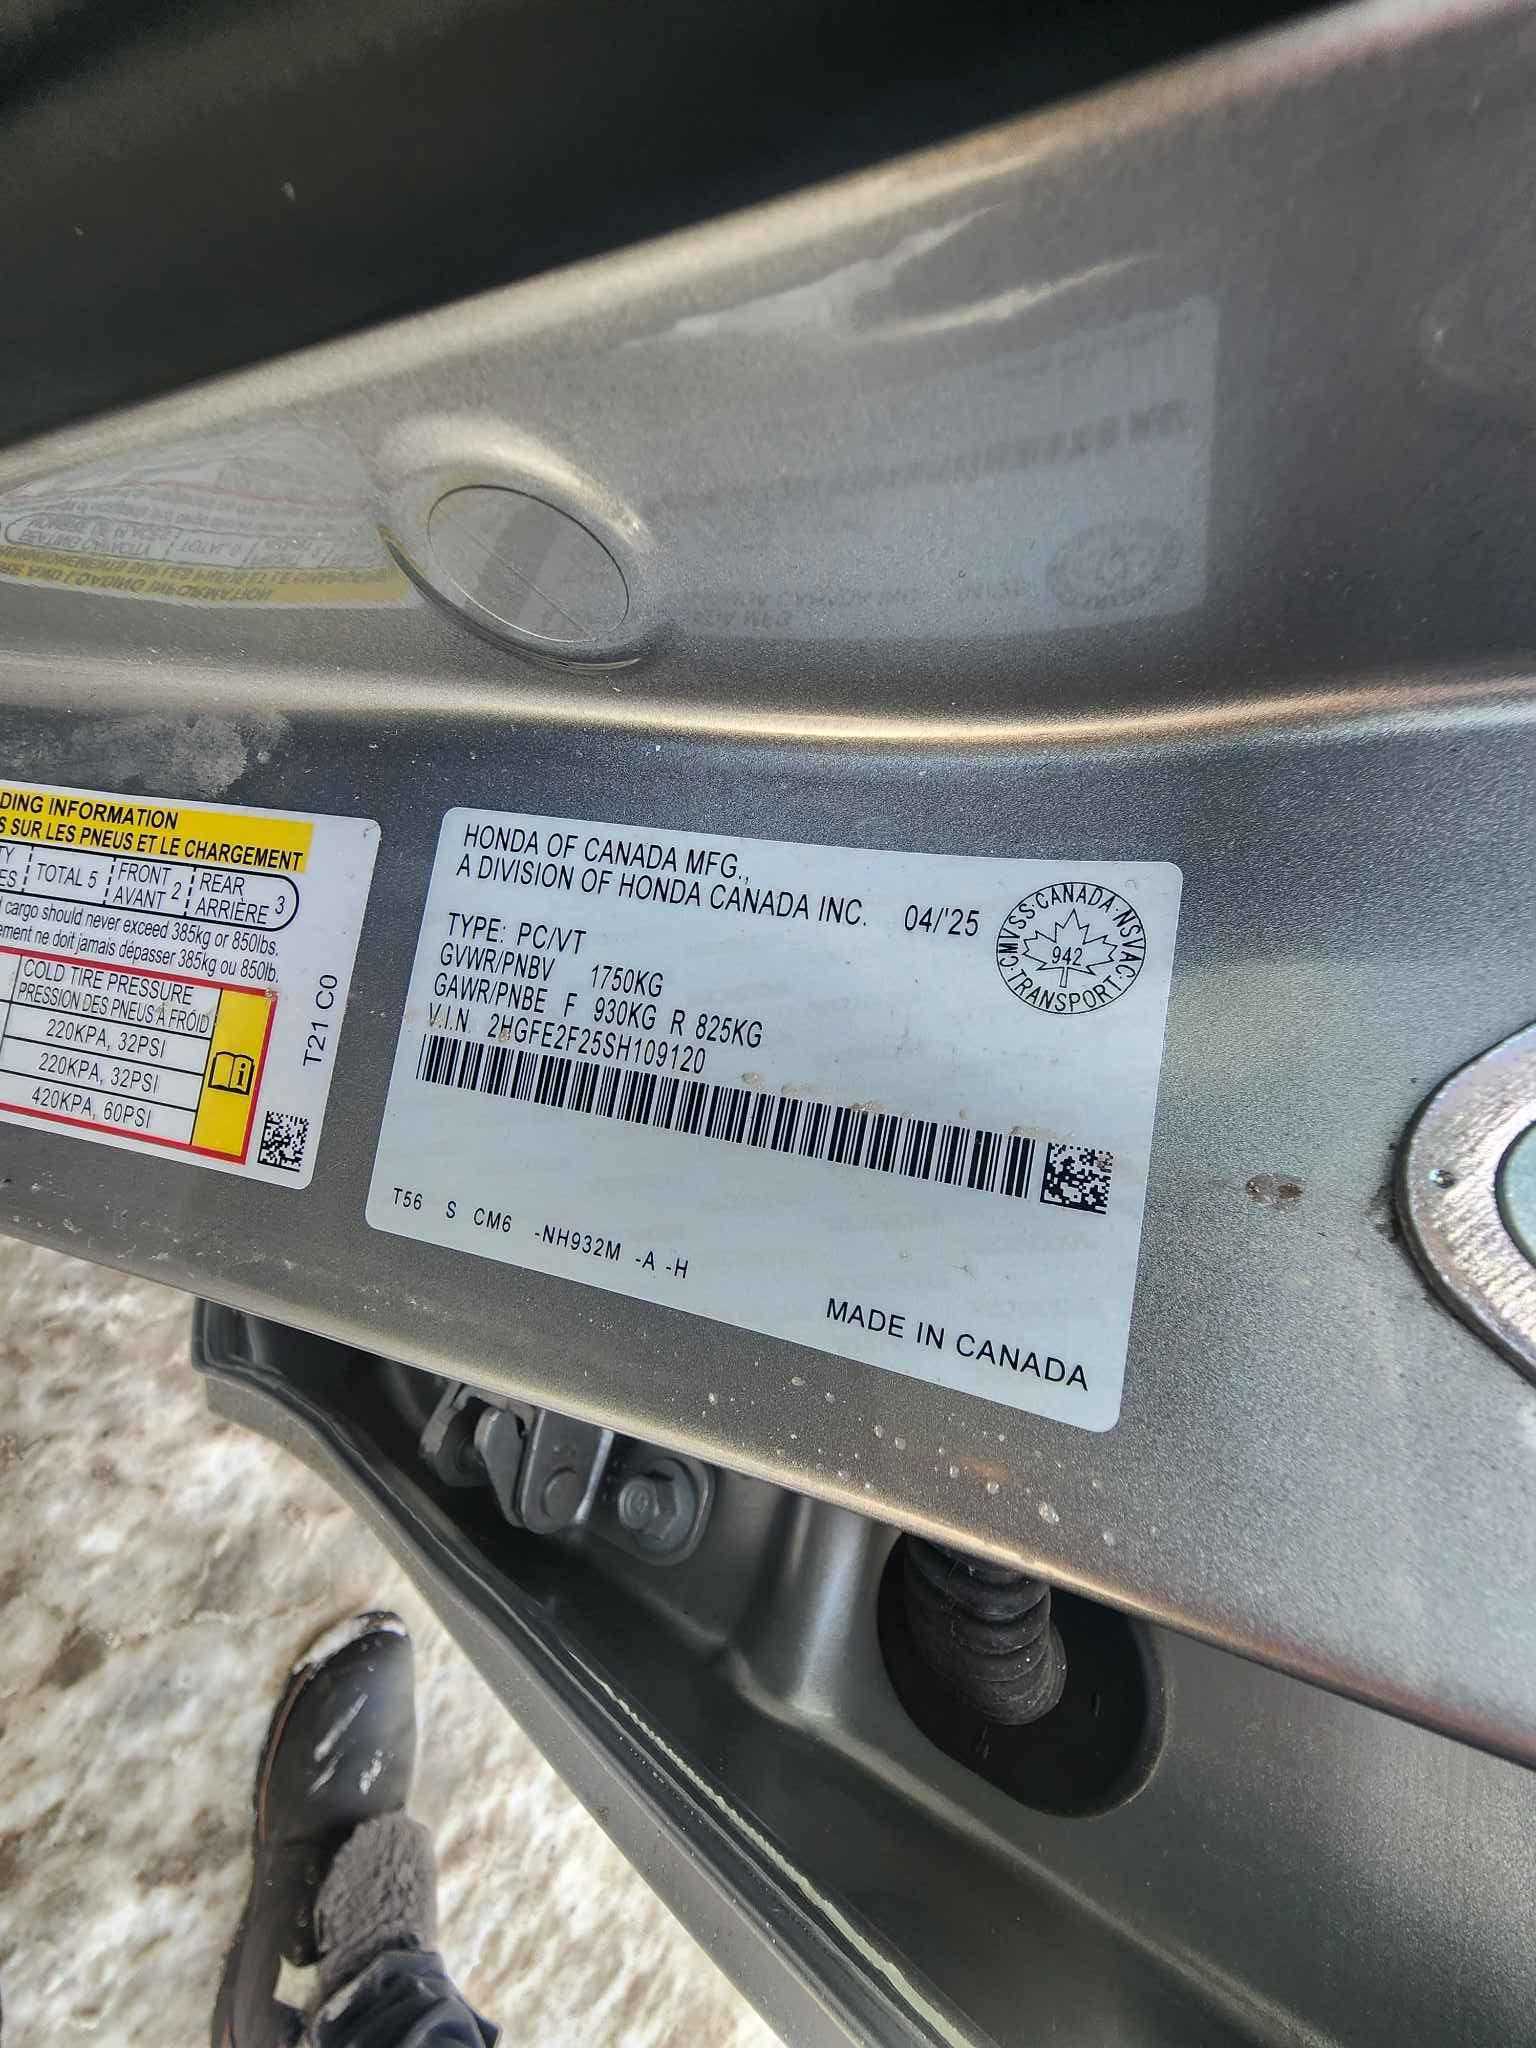 DING INFORMATION
S SUR LES PNEUS ET LE CHARGEMENT
TY
ES
TOTAL 5
FRONT
AVANT 2
REAR
ARRIÈRE 3
cargo should never exceed 385kg or 850lbs.
ement ne doit jamais dépasser 385kg ou 850lb.
COLD TIRE PRESSURE
PRESSION DES PNEUS À FROID
220KPA, 32PSI
220KPA, 32PSI
420KPA, 60PSI
T21 C0
HONDA OF CANADA MFG.,
A DIVISION OF HONDA CANADA INC. 04/'25
CMVSS·CANADA·NSVAC·TRANSPORT·
942
TYPE: PC/VT
GVWR/PNBV 1750KG
GAWR/PNBE F 930KG R 825KG
V.I.N. 2HGFE2F25SH109120
T56 S CM6 -NH932M -A -H
MADE IN CANADA